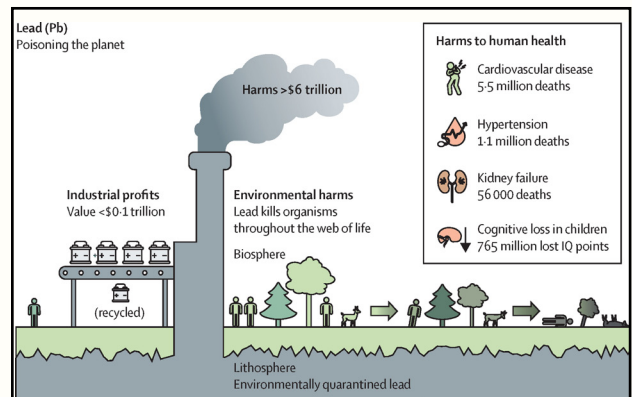 Lead (Pb)
Poisoning the planet
Harms >$6 trillion
Industrial profits
Value <$0·1 trillion
(recycled)
Environmental harms
Lead kills organisms
throughout the web of life
Biosphere
Lithosphere
Environmentally quarantined lead
Harms to human health
Cardiovascular disease
5·5 million deaths
Hypertension
1·1 million deaths
Kidney failure
56 000 deaths
Cognitive loss in children
765 million lost IQ points